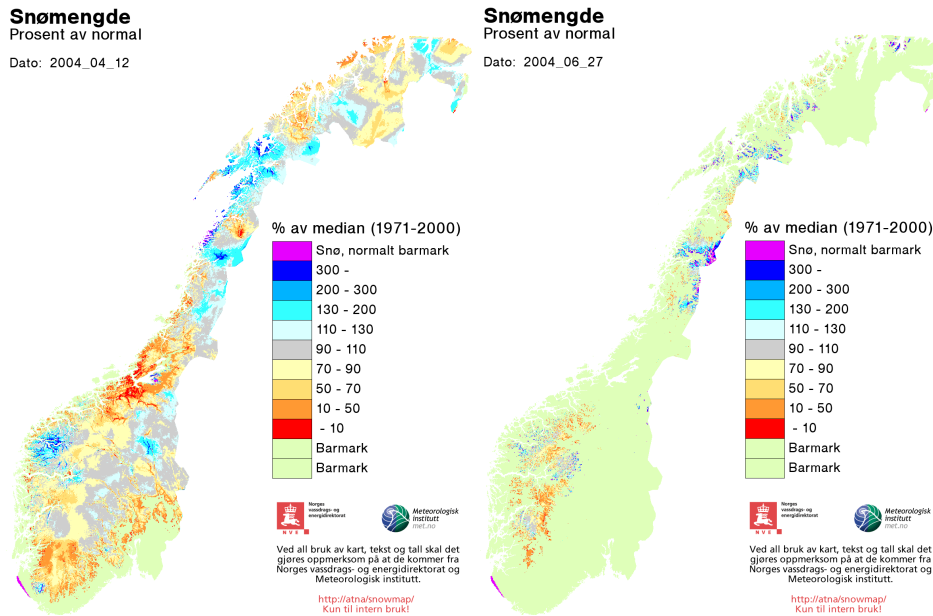 Snømengde
Prosent av normal
Dato: 2004_04_12
% av median (1971-2000)
Snø, normalt barmark
300 -
200 - 300
130 - 200
110 - 130
90 - 110
70 - 90
50 - 70
10 - 50
- 10
Barmark
Barmark
NVE
Norges
vassdrags- og
energidirektorat
Meteorologisk
institutt
met.no
Ved all bruk av kart, tekst og tall skal det
gjøres oppmerksom på at de kommer fra
Norges vassdrags- og energidirektorat og
Meteorologisk institutt.
http://atna/snowmap/
Kun til intern bruk!
Snømengde
Prosent av normal
Dato: 2004_06_27
% av median (1971-2000)
Snø, normalt barmark
300 -
200 - 300
130 - 200
110 - 130
90 - 110
70 - 90
50 - 70
10 - 50
- 10
Barmark
Barmark
NVE
Norges
vassdrags- og
energidirektorat
Meteorologisk
institutt
met.no
Ved all bruk av kart, tekst og tall skal det
gjøres oppmerksom på at de kommer fra
Norges vassdrags- og energidirektorat og
Meteorologisk institutt.
http://atna/snowmap/
Kun til intern bruk!